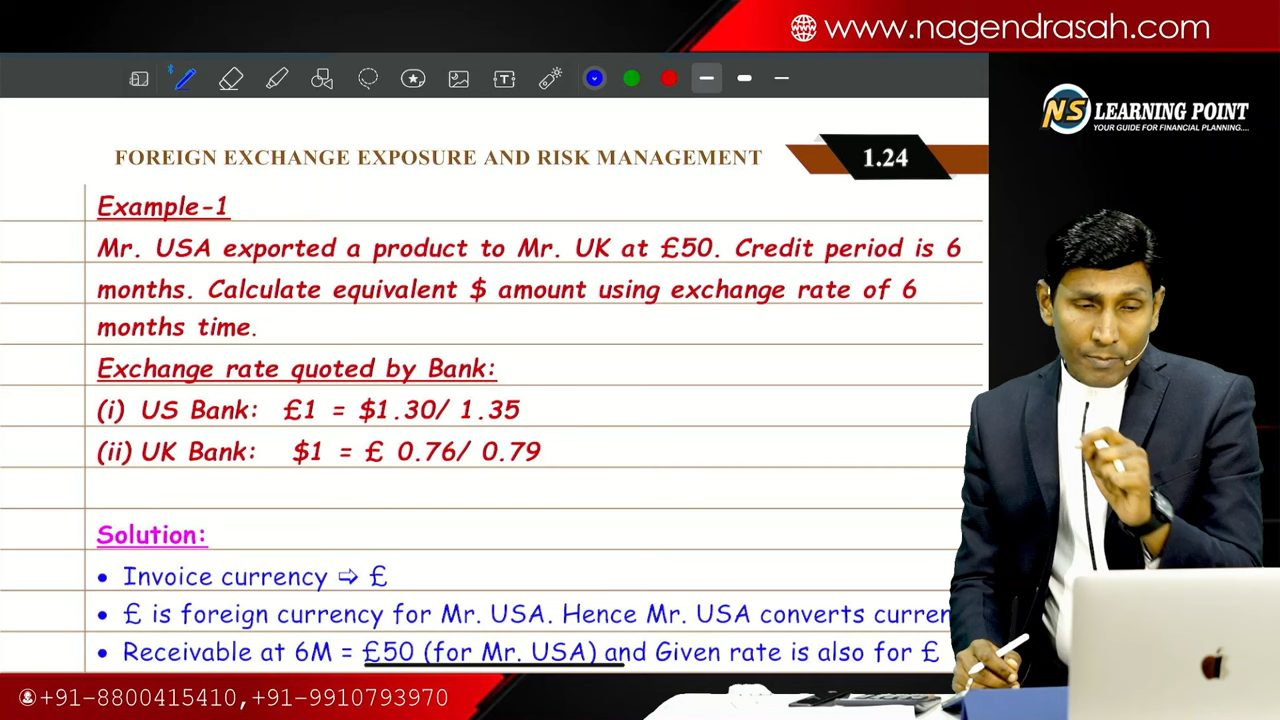 www.nagendrasah.com
NS LEARNING POINT
YOUR GUIDE FOR FINANCIAL PLANNING....
FOREIGN EXCHANGE EXPOSURE AND RISK MANAGEMENT
1.24
Example-1
Mr. USA exported a product to Mr. UK at £50. Credit period is 6
months. Calculate equivalent $ amount using exchange rate of 6
months time.
Exchange rate quoted by Bank:
(i) US Bank: £1 = $1.30/ 1.35
(ii) UK Bank: $1 = £ 0.76/ 0.79
Solution:
• Invoice currency ⇨ £
• £ is foreign currency for Mr. USA. Hence Mr. USA converts
• Receivable at 6M = £50 (for Mr. USA) and Given rate is also for £
+91-8800415410,+91-9910793970